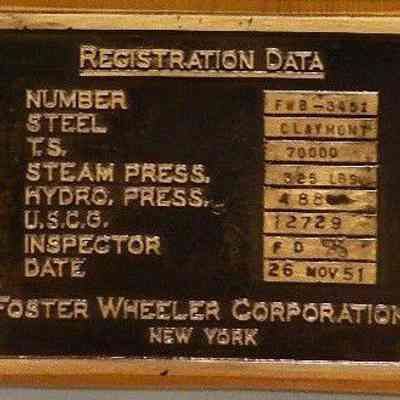 REGISTRATION DATA
NUMBER FWB-3451
STEEL CLAYMONT
T.S. 70000
STEAM PRESS. 325 LBS
HYDRO. PRESS. 488
U.S.C.G. 12729
INSPECTOR F D
DATE 26 NOV 51
FOSTER WHEELER CORPORATION
NEW YORK